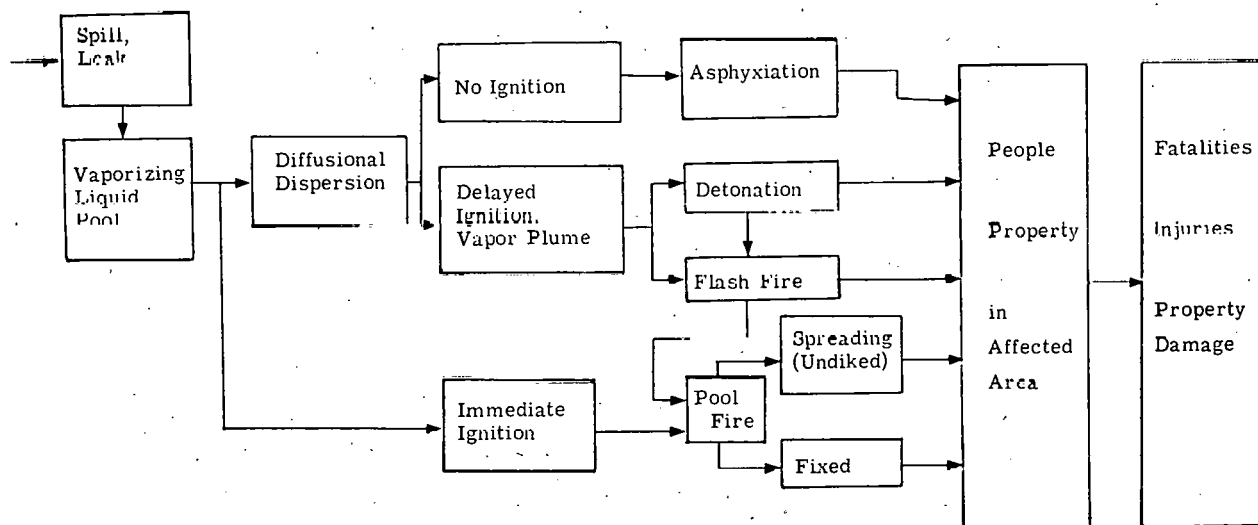 Spill,
Leak
Vaporizing
Liquid
Pool
Diffusional
Dispersion
No Ignition
Asphyxiation
Delayed
Ignition,
Vapor Plume
Detonation
Flash Fire
Immediate
Ignition
Pool
Fire
Spreading
(Undiked)
Fixed
People
Property
in
Affected
Area
Fatalities
Injuries
Property
Damage